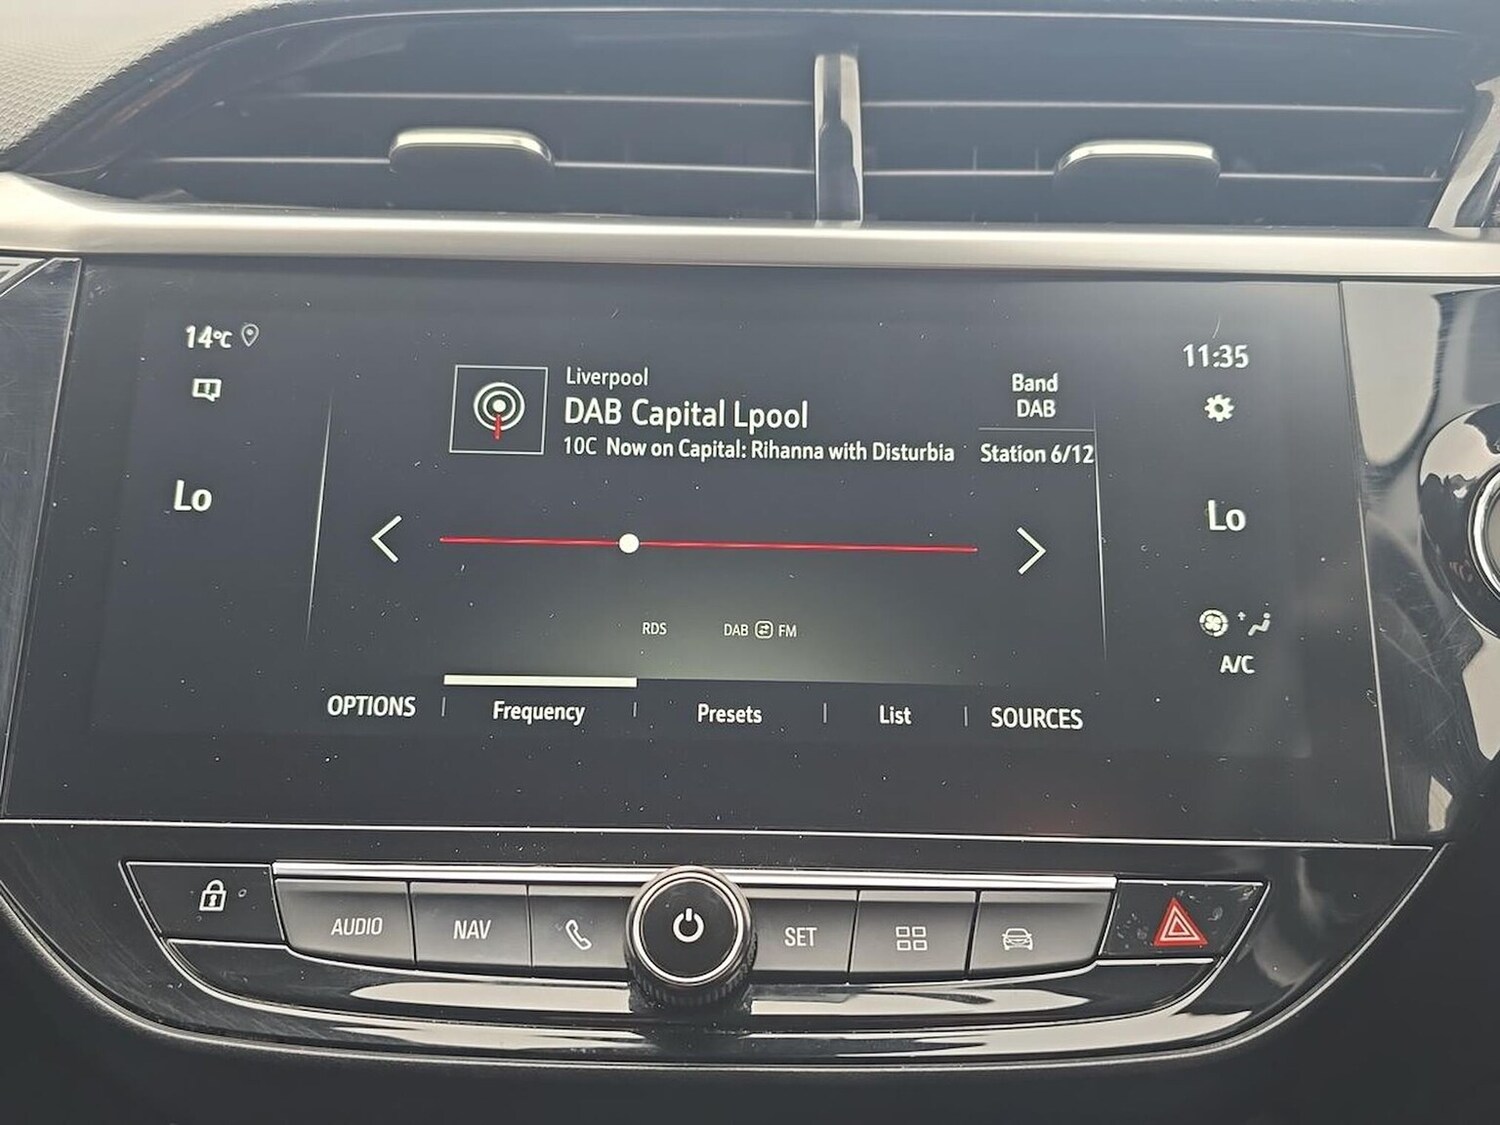 14°C
Liverpool
DAB Capital Lpool
10C Now on Capital: Rihanna with Disturbia
Band
DAB
Station 6/12
11:35
Lo
Lo
RDS
DAB FM
A/C
OPTIONS
Frequency
Presets
List
SOURCES
AUDIO
NAV
SET